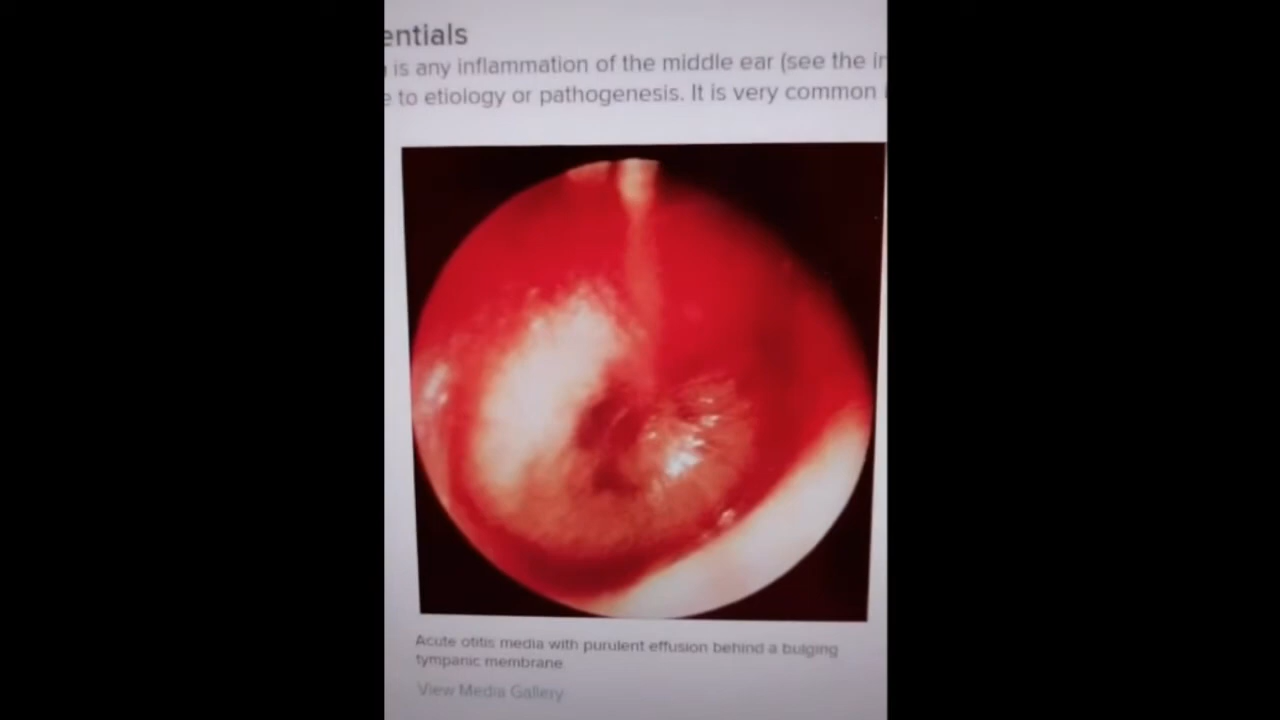 entials
is any inflammation of the middle ear (see the
to etiology or pathogenesis. It is very common
Acute otitis media with purulent effusion behind a bulging
tympanic membrane
View Media Gallery